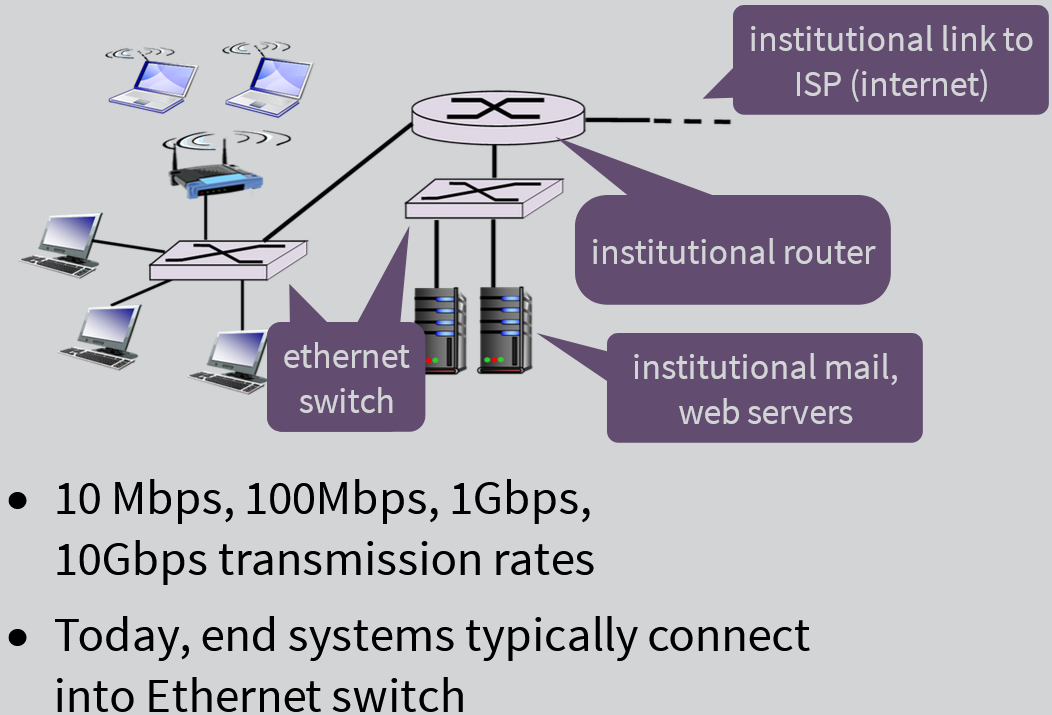 institutional link to
ISP (internet)
institutional router
ethernet
switch
institutional mail,
web servers
• 10 Mbps, 100Mbps, 1Gbps,
10Gbps transmission rates
• Today, end systems typically connect
into Ethernet switch